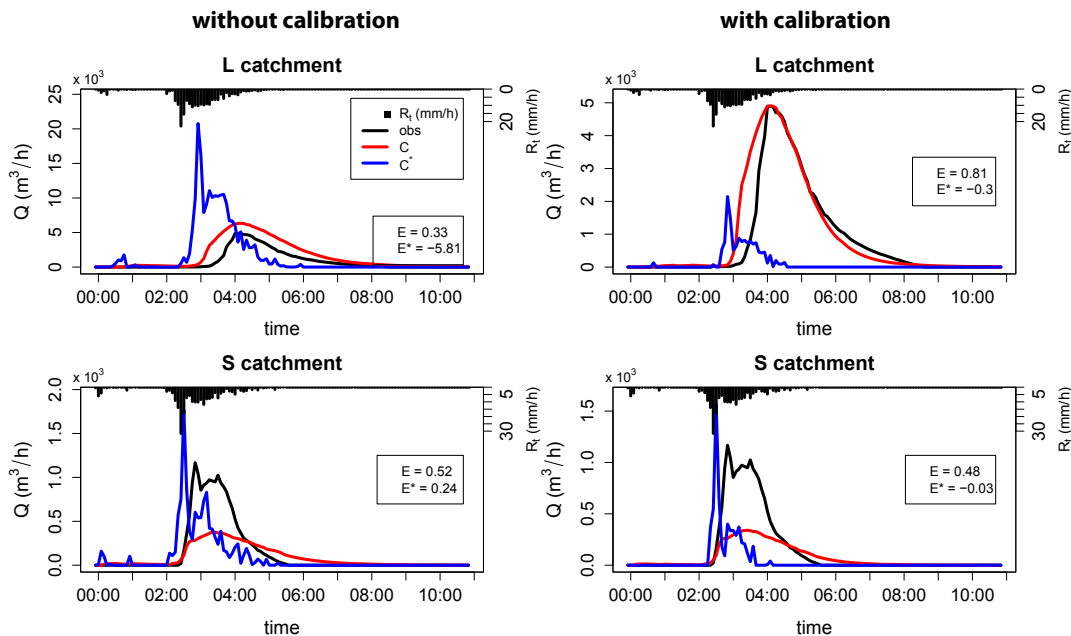 without calibration
with calibration
L catchment
x 10³
25
20
15
10
5
0
Q (m³/h)
0
20
Rt (mm/h)
Rt (mm/h)
obs
C
C*
E = 0.33
E* = −5.81
00:00 02:00 04:00 06:00 08:00 10:00
time
L catchment
x 10³
5
4
3
2
1
0
Q (m³/h)
0
20
Rt (mm/h)
E = 0.81
E* = −0.3
00:00 02:00 04:00 06:00 08:00 10:00
time
S catchment
x 10³
2.0
1.5
1.0
0.5
0.0
Q (m³/h)
5
30
Rt (mm/h)
E = 0.52
E* = 0.24
00:00 02:00 04:00 06:00 08:00 10:00
time
S catchment
x 10³
1.5
1.0
0.5
0.0
Q (m³/h)
5
30
Rt (mm/h)
E = 0.48
E* = −0.03
00:00 02:00 04:00 06:00 08:00 10:00
time